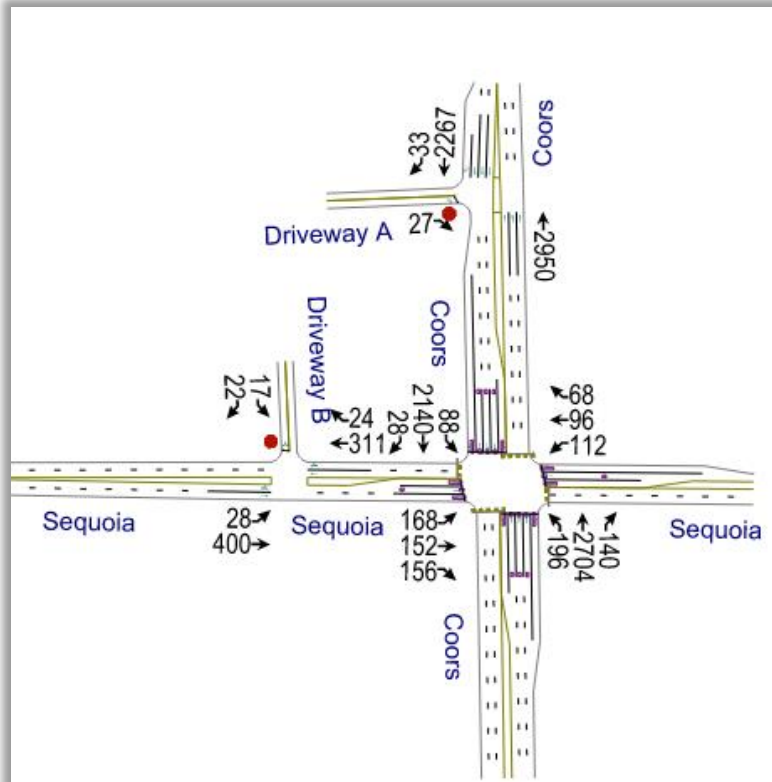 Coors
2267
33
27
Driveway A
2950
Driveway B
Coors
17
22
24
311
28
2140
88
68
96
112
Sequoia
28
400
Sequoia
168
152
156
196
2704
140
Sequoia
Coors